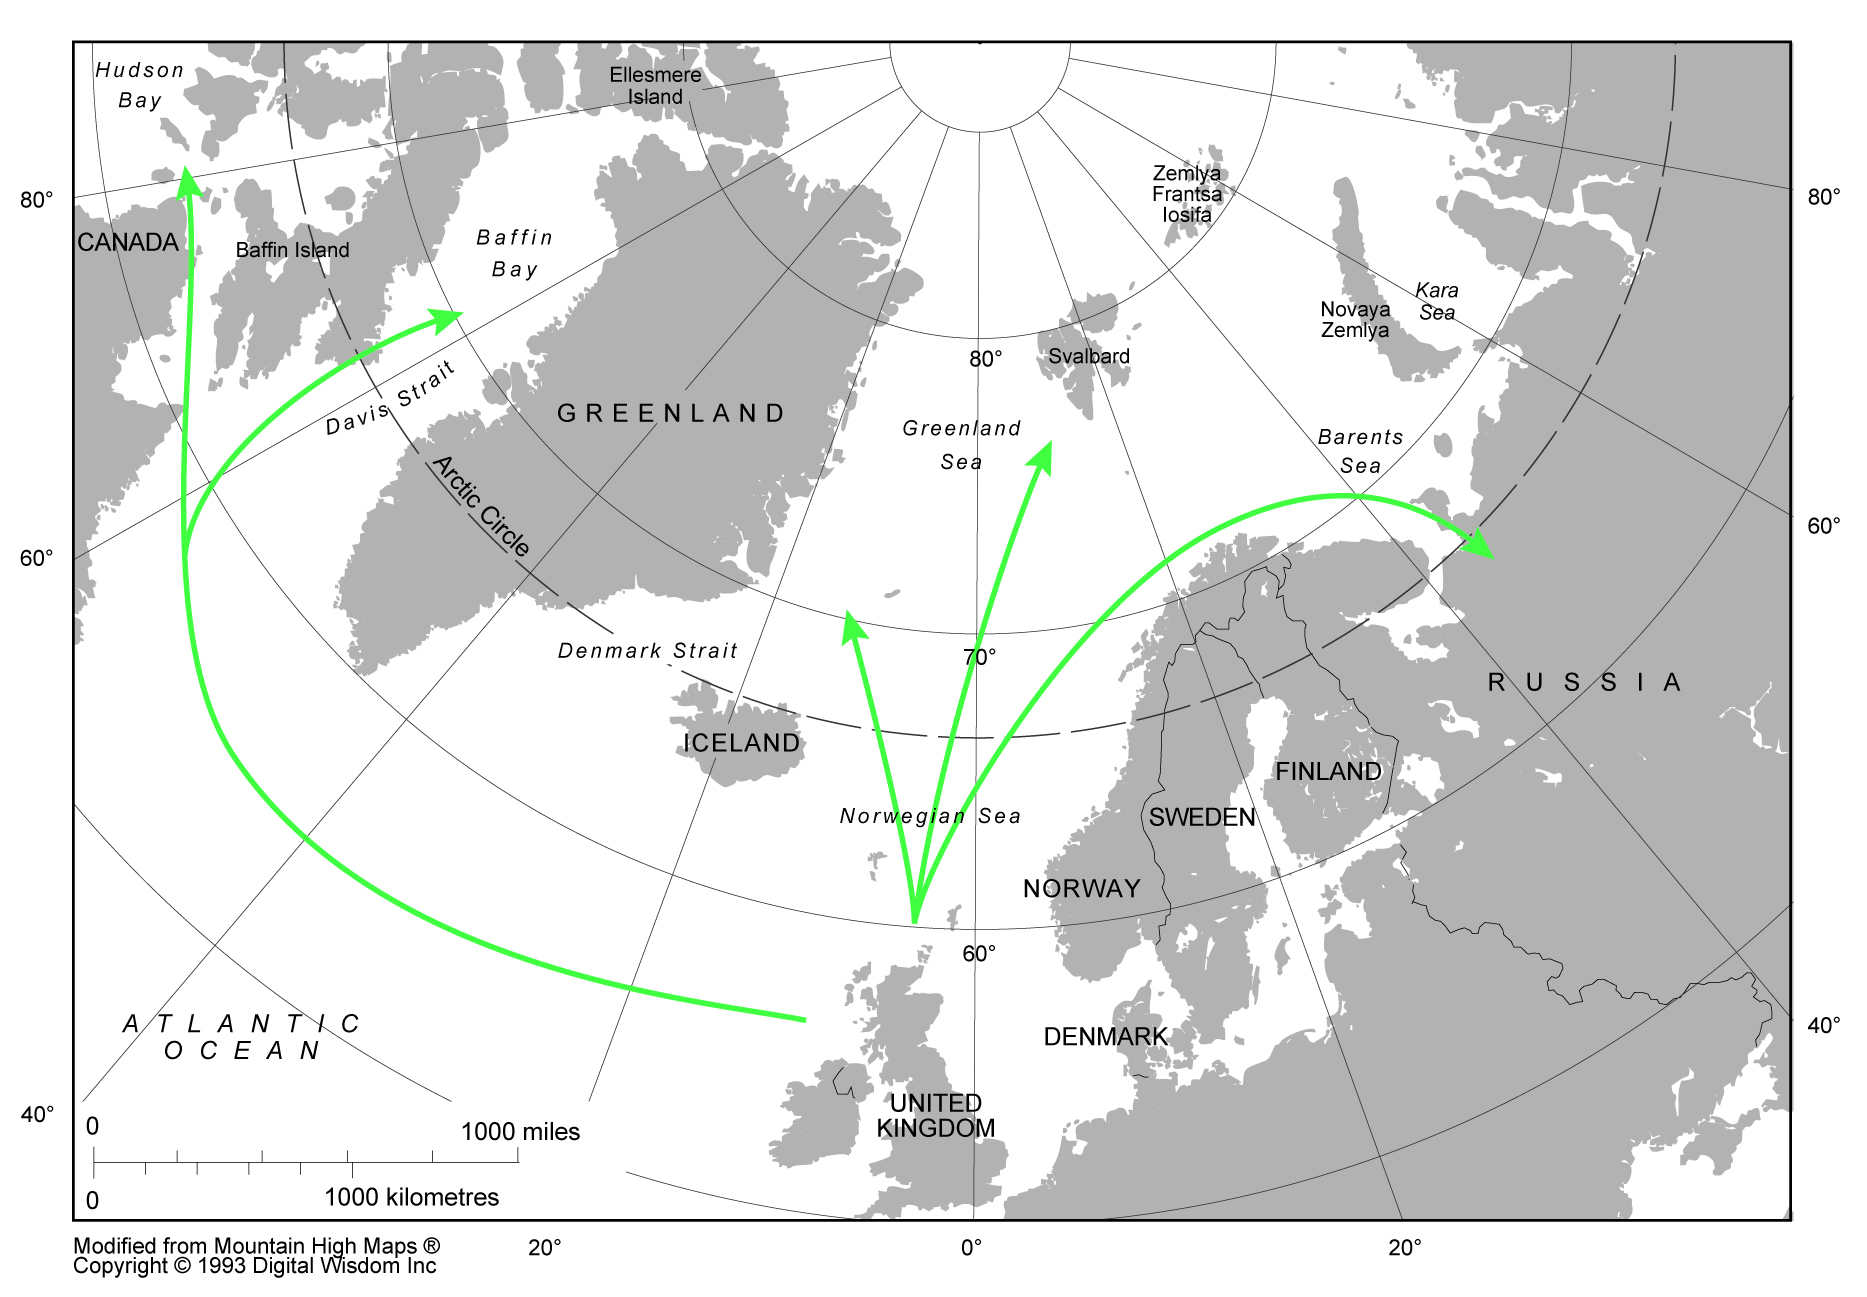 Hudson
Bay
Ellesmere
Island
Zemlya
Frantsa
Iosifa
80°
80°
CANADA
Baffin Island
Baffin
Bay
Kara
Sea
Novaya
Zemlya
80°
Svalbard
Davis Strait
GREENLAND
Greenland
Sea
Barents
Sea
Arctic Circle
60°
60°
Denmark Strait
70°
RUSSIA
ICELAND
FINLAND
Norwegian Sea
SWEDEN
NORWAY
60°
ATLANTIC
OCEAN
DENMARK
40°
40°
UNITED
KINGDOM
0
1000 miles
0
1000 kilometres
Modified from Mountain High Maps ®
Copyright © 1993 Digital Wisdom Inc
20°
0°
20°